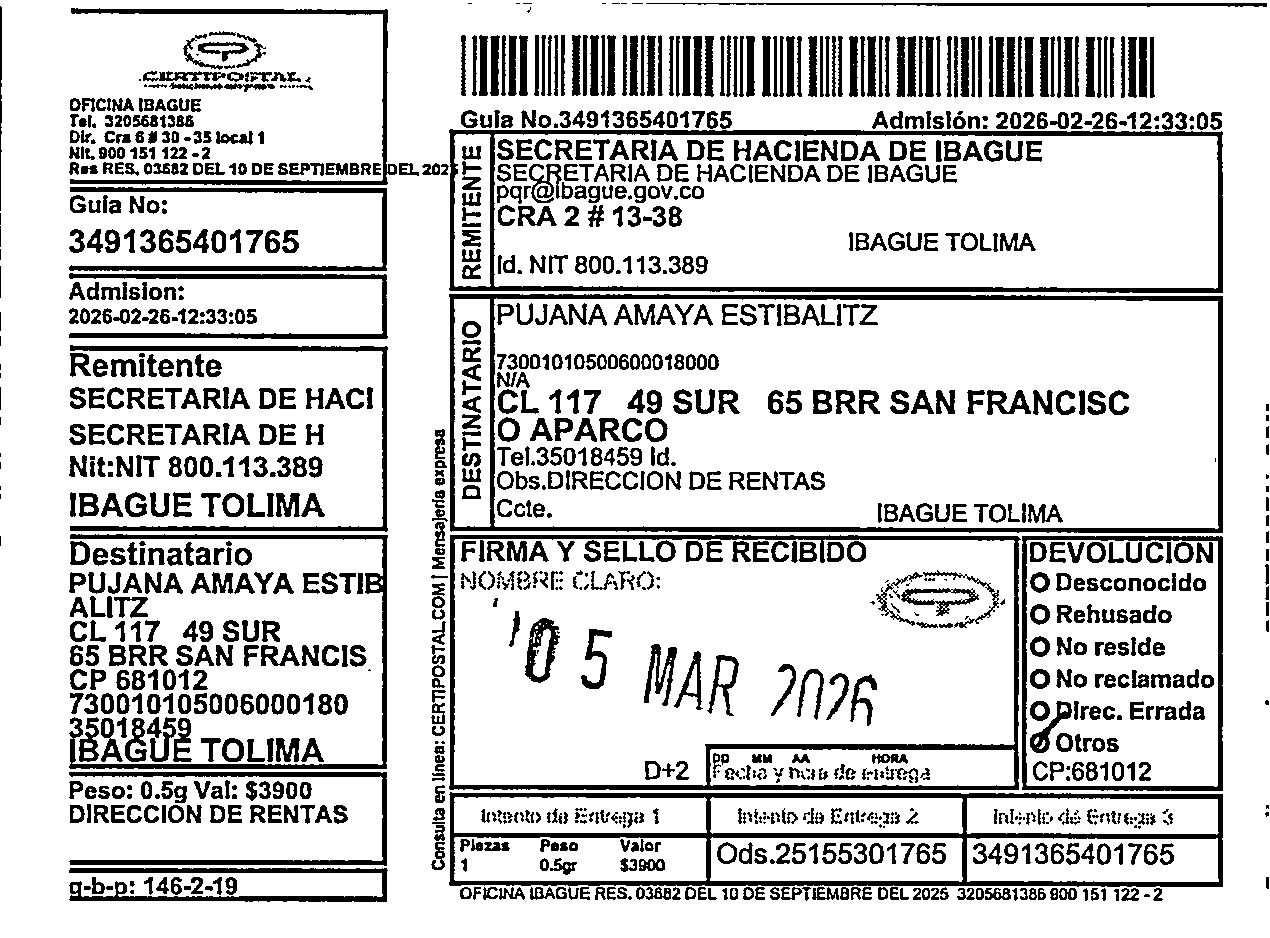 CERTIPOSTAL
OFICINA IBAGUE
Tel. 3205681386
Dir. Cra 6 # 30 - 35 local 1
Nit. 900 151 122 - 2
Res RES. 03682 DEL 10 DE SEPTIEMBRE DEL 2025
Guia No:
3491365401765
Admision:
2026-02-26-12:33:05
Remitente
SECRETARIA DE HACI
SECRETARIA DE H
Nit:NIT 800.113.389
IBAGUE TOLIMA
Destinatario
PUJANA AMAYA ESTIB
ALITZ
CL 117 49 SUR
65 BRR SAN FRANCIS
CP 681012
730010105006000180
35018459
IBAGUE TOLIMA
Peso: 0.5g Val: $3900
DIRECCION DE RENTAS
g-b-p: 146-2-19
Consulta en linea: CERTIPOSTAL.COM | Mensajería expresa
Guia No.3491365401765 Admisión: 2026-02-26-12:33:05
REMITENTE
SECRETARIA DE HACIENDA DE IBAGUE
SECRETARIA DE HACIENDA DE IBAGUE
pqr@ibague.gov.co
CRA 2 # 13-38
IBAGUE TOLIMA
Id. NIT 800.113.389
DESTINATARIO
PUJANA AMAYA ESTIBALITZ
73001010500600018000
N/A
CL 117 49 SUR 65 BRR SAN FRANCISC
O APARCO
Tel.35018459 Id.
Obs.DIRECCION DE RENTAS
Ccte.
IBAGUE TOLIMA
FIRMA Y SELLO DE RECIBIDO
NOMBRE CLARO:
05 MAR 2026
D+2
DD MM AA HORA
Fecha y hora de entrega
DEVOLUCION
Desconocido
Rehusado
No reside
No reclamado
Direc. Errada
Otros
CP:681012
Intento de Entrega 1 Intento de Entrega 2 Intento de Entrega 3
Piezas Peso Valor
1 0.5gr $3900
Ods.25155301765 3491365401765
OFICINA IBAGUE RES. 03682 DEL 10 DE SEPTIEMBRE DEL 2025 3205681386 900 151 122 - 2